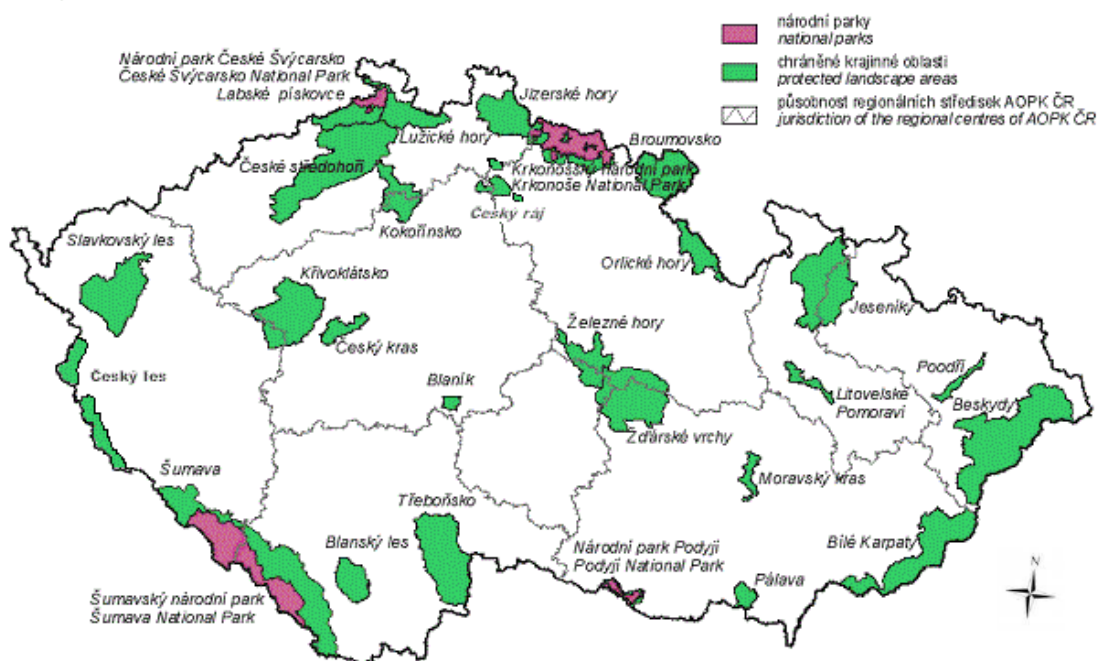 národní parky
national parks
chráněné krajinné oblasti
protected landscape areas
působnost regionálních středisek AOPK ČR
jurisdiction of the regional centres of AOPK ČR
Národní park České Švýcarsko
České Švýcarsko National Park
Labské pískovce
Jizerské hory
Lužické hory
Broumovsko
České středohoří
Krkonošský národní park
Krkonoše National Park
Český ráj
Kokořínsko
Slavkovský les
Orlické hory
Křivoklátsko
Jeseníky
Železné hory
Český kras
Český les
Blaník
Poodří
Litovelské
Pomoraví
Beskydy
Žďárské vrchy
Šumava
Moravský kras
Třeboňsko
Blanský les
Národní park Podyjí
Podyjí National Park
Bílé Karpaty
Pálava
N
Šumavský národní park
Šumava National Park